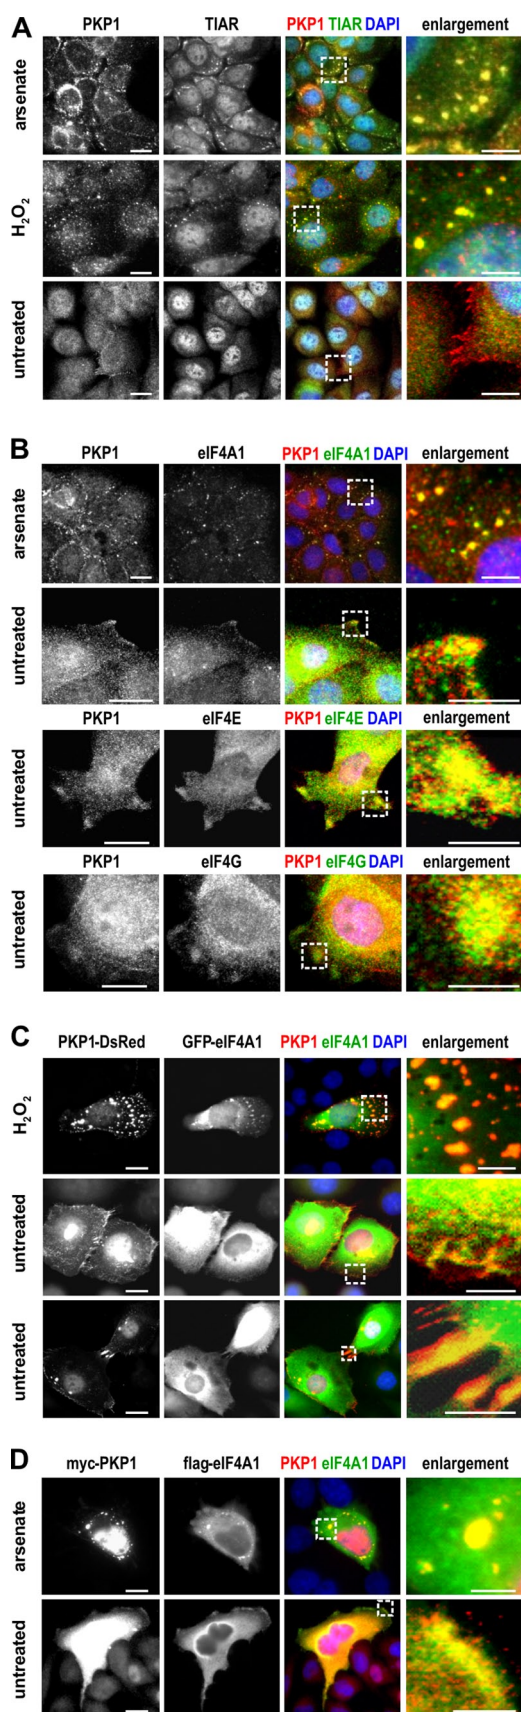 A
PKP1 TIAR PKP1 TIAR DAPI enlargement
arsenate
H₂O₂
untreated
B
PKP1 eIF4A1 PKP1 eIF4A1 DAPI enlargement
arsenate
untreated
PKP1 eIF4E PKP1 eIF4E DAPI enlargement
untreated
PKP1 eIF4G PKP1 eIF4G DAPI enlargement
untreated
C
PKP1-DsRed GFP-eIF4A1 PKP1 eIF4A1 DAPI enlargement
H₂O₂
untreated
untreated
D
myc-PKP1 flag-eIF4A1 PKP1 eIF4A1 DAPI enlargement
arsenate
untreated